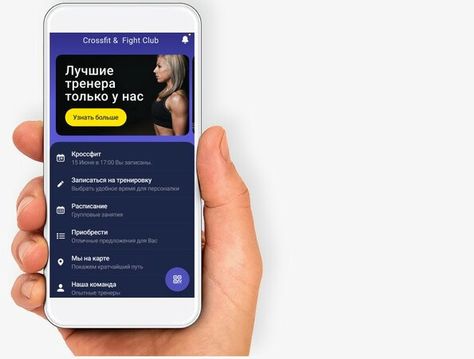 Crossfit & Fight Club
Лучшие
тренера
только у нас
Узнать больше
Кроссфит
15 Июня в 17:00 Вы записаны.
Записаться на тренировку
Выбрать удобное время для персоналки
Расписание
Групповые занятия
Приобрести
Отличные предложения для Вас
Мы на карте
Покажем кратчайший путь
Наша команда
Опытные тренеры